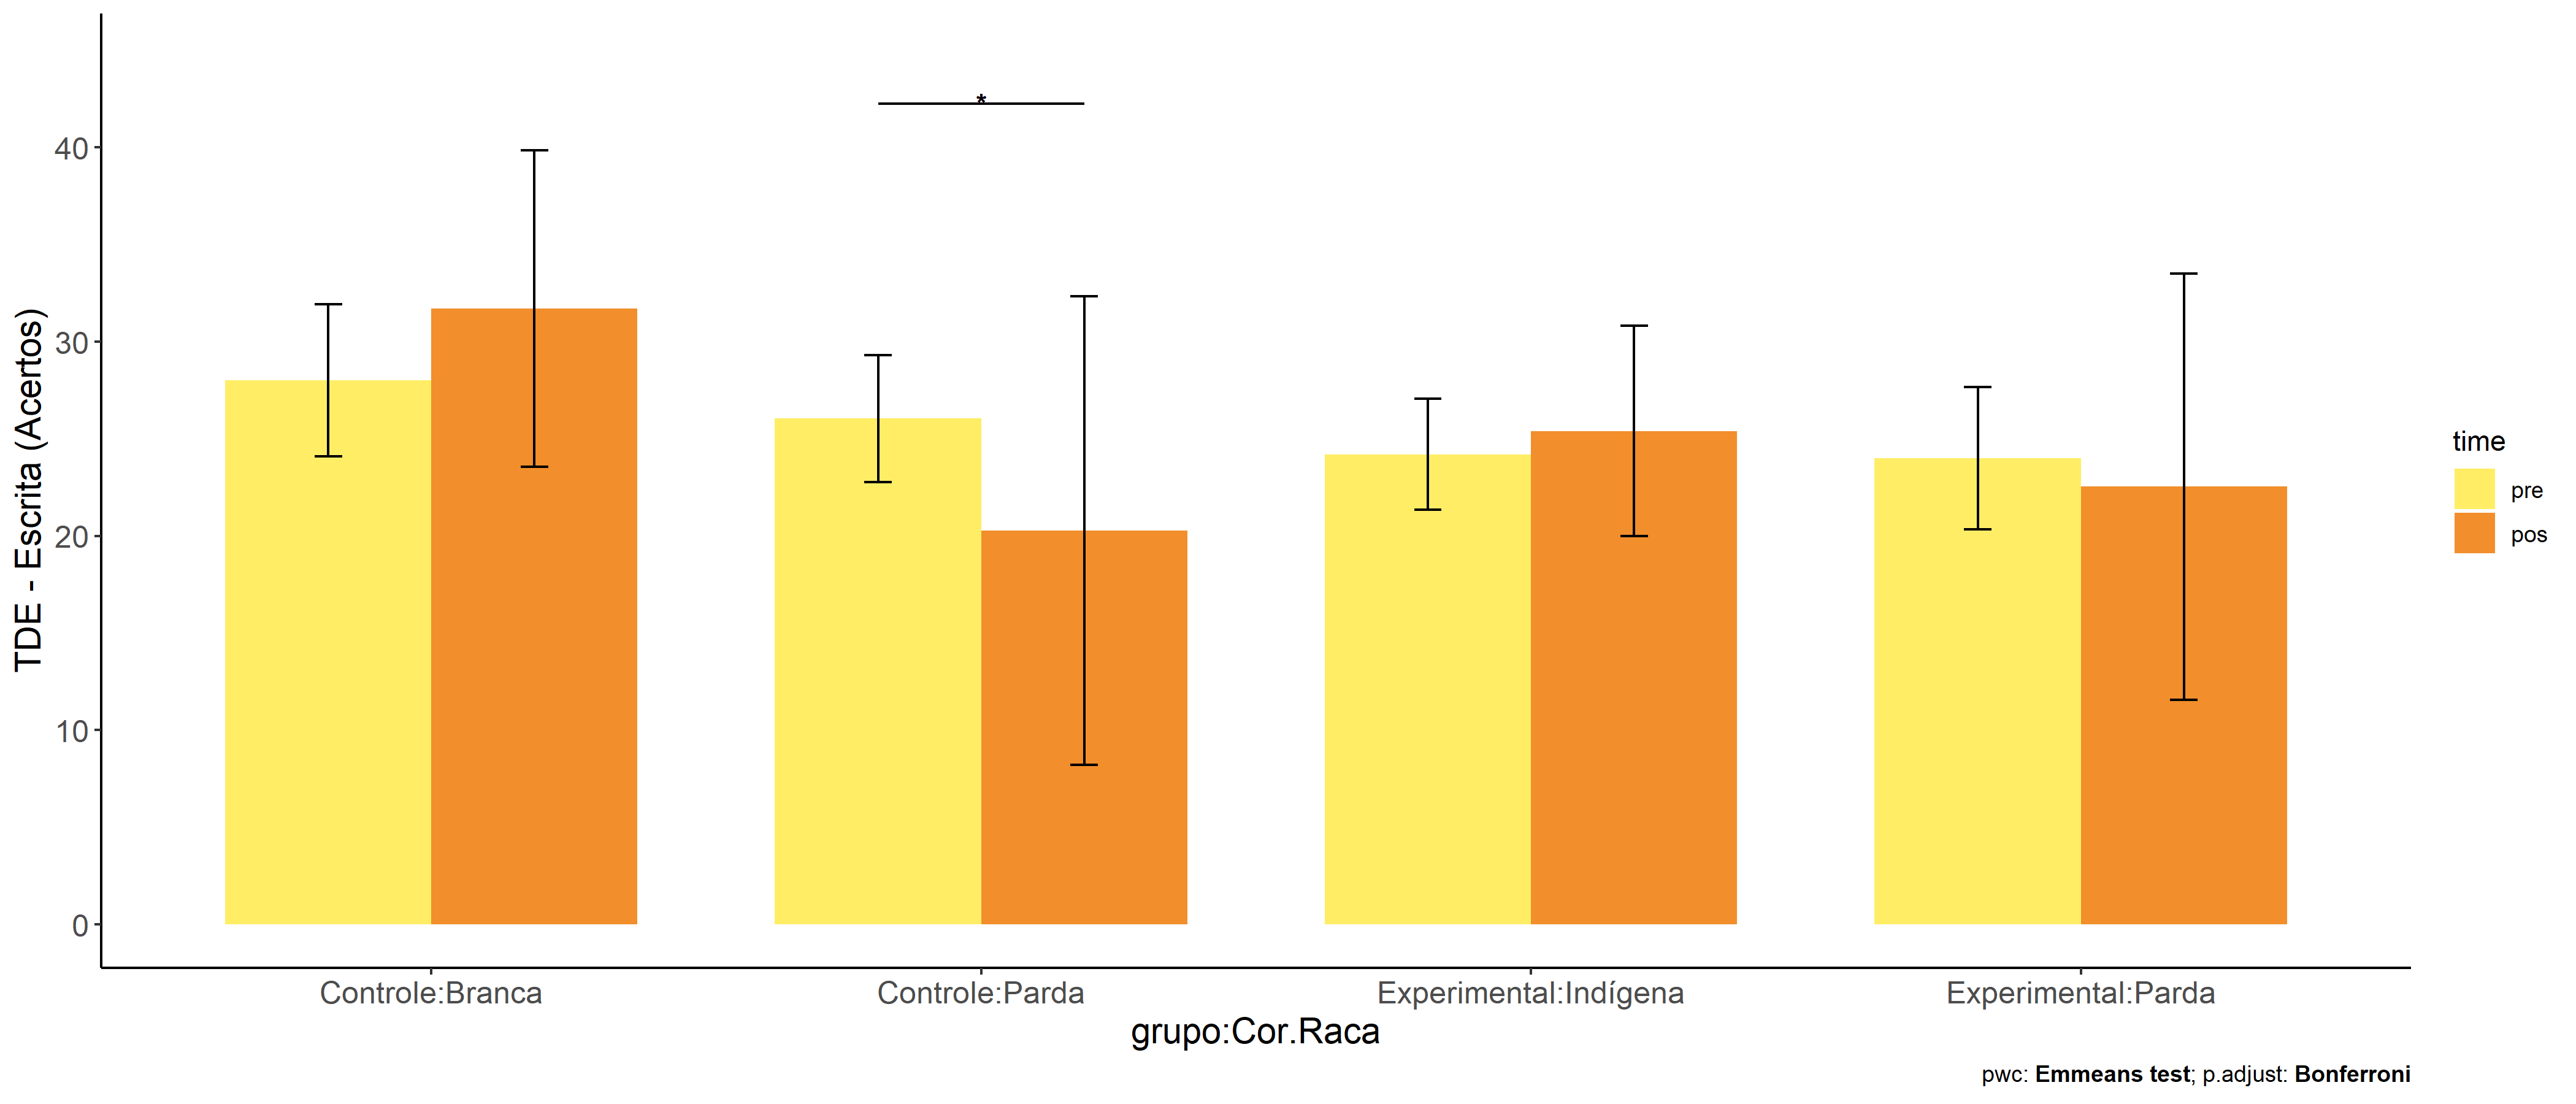 *
40
30
20
10
0
TDE - Escrita (Acertos)
Controle:Branca
Controle:Parda
Experimental:Indígena
Experimental:Parda
grupo:Cor.Raca
time
pre
pos
pwc: Emmeans test; p.adjust: Bonferroni